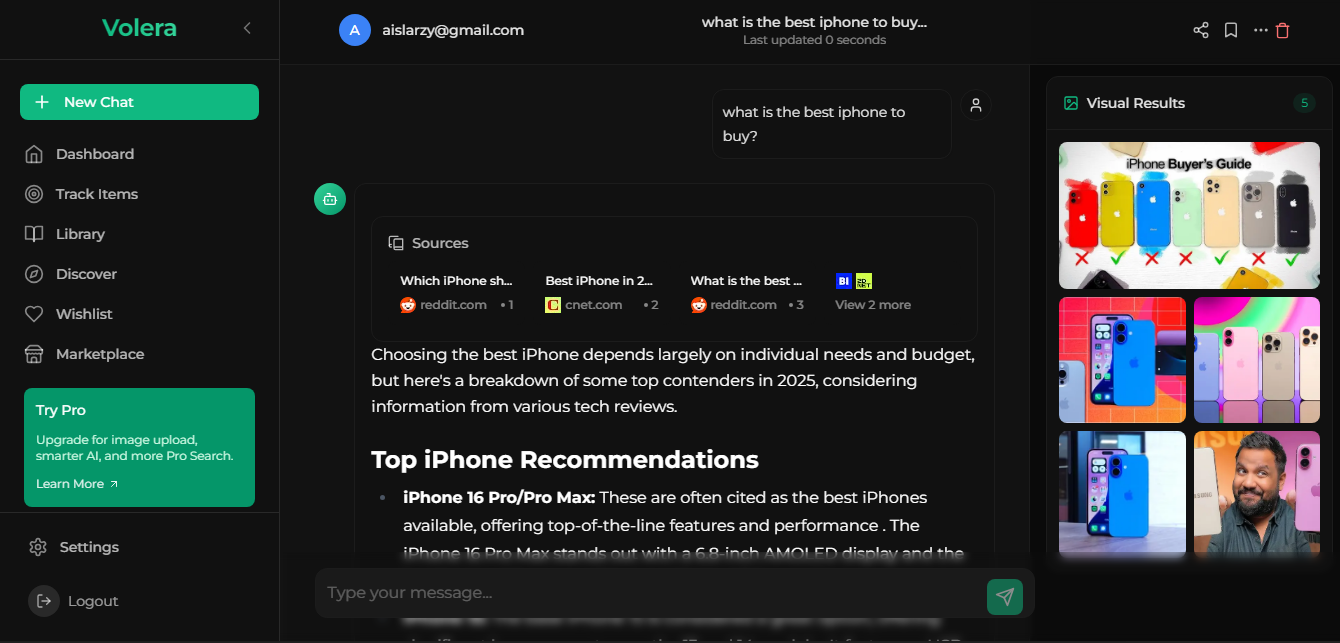 Volera
A
aislarzy@gmail.com
what is the best iphone to buy...
Last updated 0 seconds
New Chat
Dashboard
Track Items
Library
Discover
Wishlist
Marketplace
Try Pro
Upgrade for image upload,
smarter AI, and more Pro Search.
Learn More
Settings
Logout
what is the best iphone to
buy?
Sources
Which iPhone sh...
reddit.com • 1
Best iPhone in 2...
cnet.com • 2
What is the best ...
reddit.com • 3
BI
View 2 more
Choosing the best iPhone depends largely on individual needs and budget,
but here's a breakdown of some top contenders in 2025, considering
information from various tech reviews.
Top iPhone Recommendations
• iPhone 16 Pro/Pro Max: These are often cited as the best iPhones
available, offering top-of-the-line features and performance . The
iPhone 16 Pro Max stands out with a 6.8-inch AMOLED display and the
Type your message...
Visual Results
5
iPhone Buyer's Guide